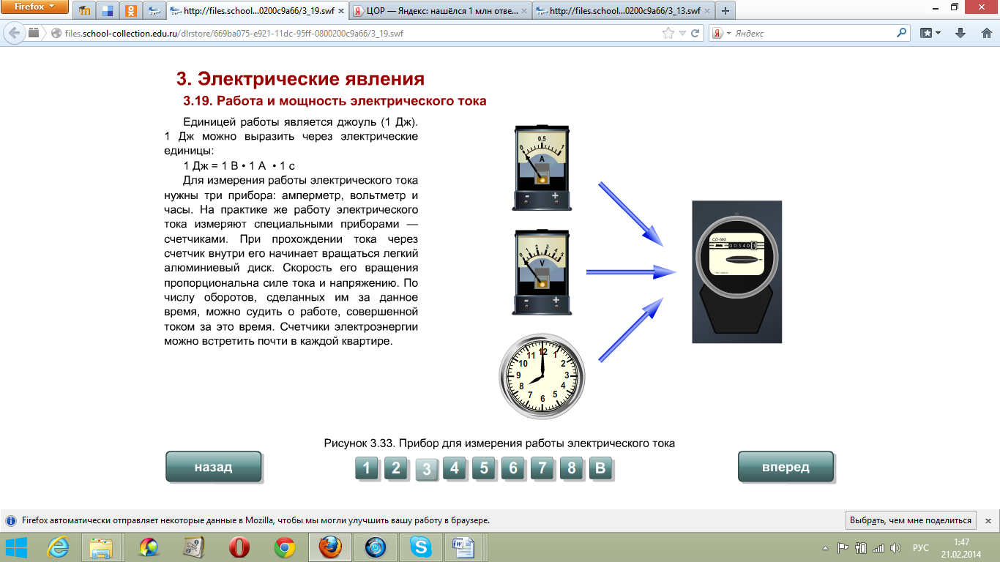 Firefox
http://files.school...0200c9a66/3_19.swf
ЦОР — Яндекс: нашёлся 1 млн отве...
http://files.school...0200c9a66/3_13.swf
files.school-collection.edu.ru/dlrstore/669ba075-e921-11dc-95ff-0800200c9a66/3_19.swf
Яндекс
3. Электрические явления
3.19. Работа и мощность электрического тока
Единицей работы является джоуль (1 Дж).
1 Дж можно выразить через электрические
единицы:
1 Дж = 1 В • 1 А • 1 с
Для измерения работы электрического тока
нужны три прибора: амперметр, вольтметр и
часы. На практике же работу электрического
тока измеряют специальными приборами —
счетчиками. При прохождении тока через
счетчик внутри его начинает вращаться легкий
алюминиевый диск. Скорость его вращения
пропорциональна силе тока и напряжению. По
числу оборотов, сделанных им за данное
время, можно судить о работе, совершенной
током за это время. Счетчики электроэнергии
можно встретить почти в каждой квартире.
0 0,5 1
A
- +
0 1 2 3 4 5
V
- +
12 1 2 3 4 5 6 7 8 9 10 11
СО-505
00340
Рисунок 3.33. Прибор для измерения работы электрического тока
назад
1 2 3 4 5 6 7 8 В
вперед
Firefox автоматически отправляет некоторые данные в Mozilla, чтобы мы могли улучшить вашу работу в браузере.
Выбрать, чем мне поделиться
РУС
1:47
21.02.2014